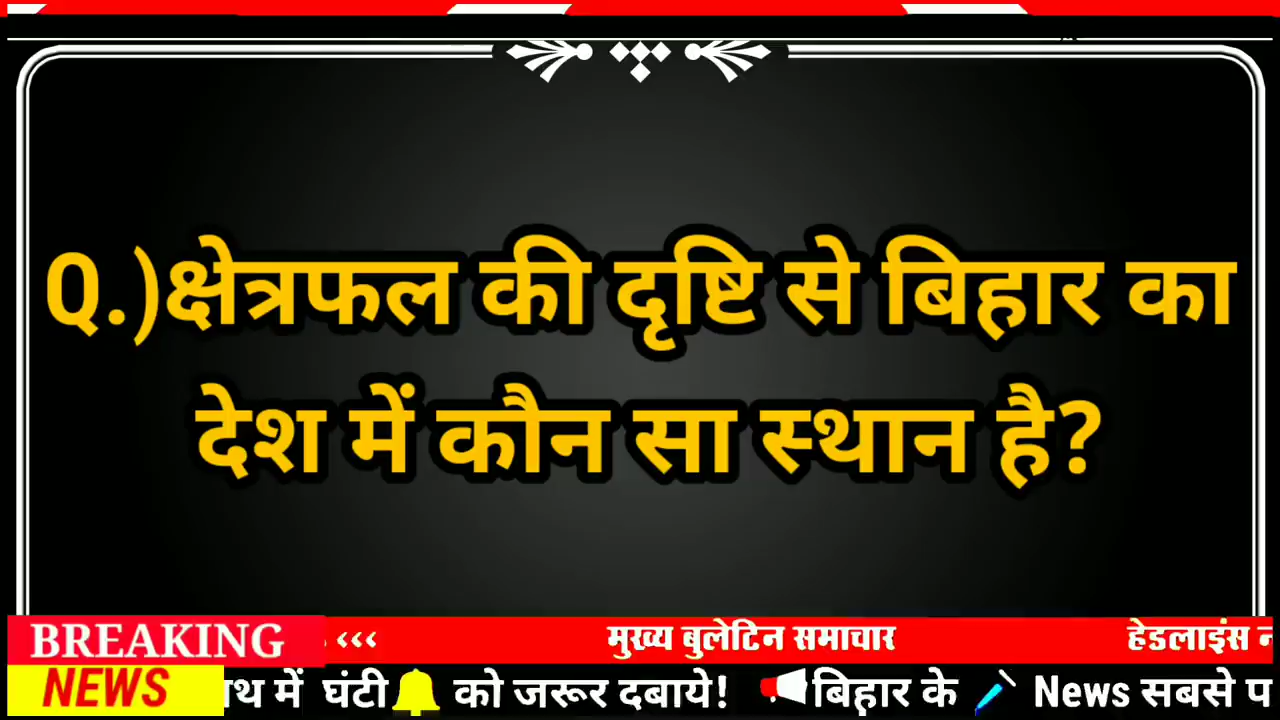 Q.)क्षेत्रफल की दृष्टि से बिहार का
देश में कौन सा स्थान है?
BREAKING
NEWS
‹‹‹ मुख्य बुलेटिन समाचार हेडलाइंस
में घंटी🔔 को जरूर दबाये! 📢बिहार के News सबसे